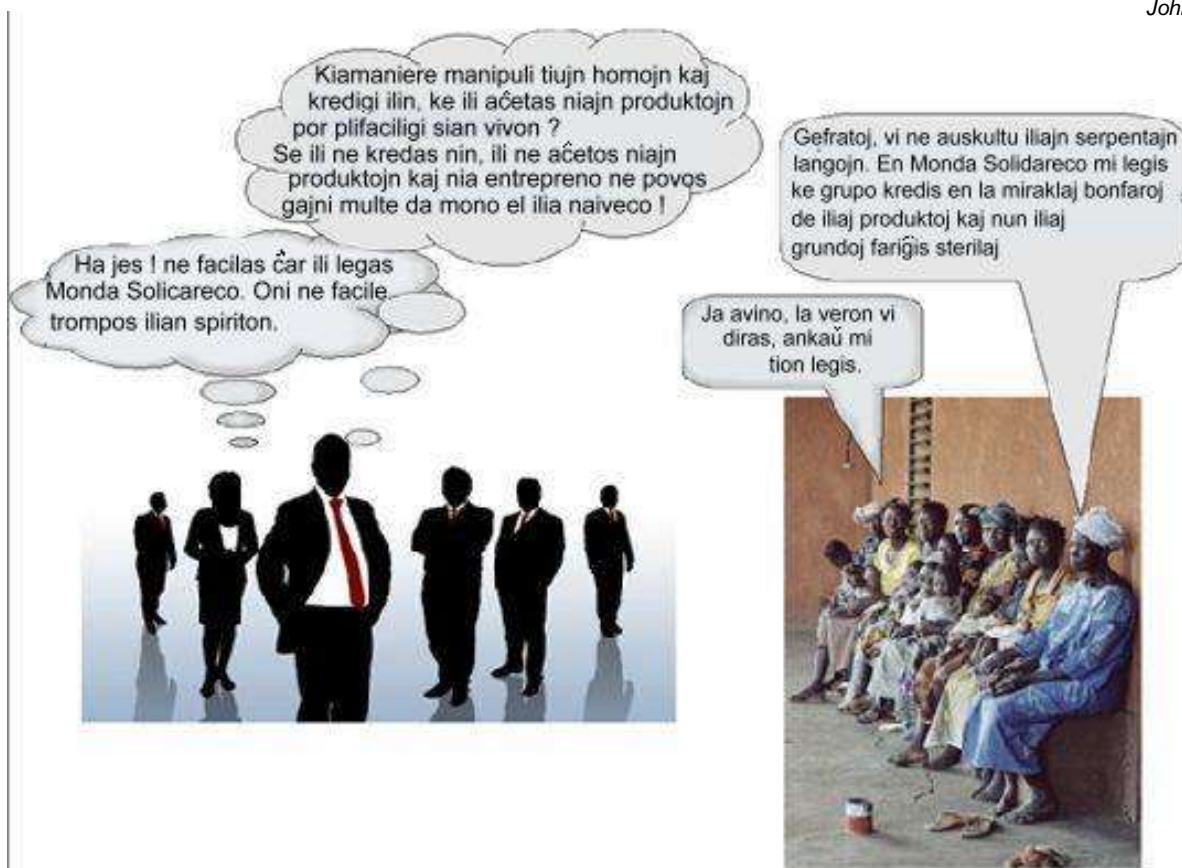 Kiamaniere manipuli tiujn homojn kaj
kredigi ilin, ke ili aĉetas niajn produktojn
por plifaciligi sian vivon ?
Se ili ne kredas nin, ili ne aĉetos niajn
produktojn kaj nia entrepreno ne povos
gajni multe da mono el ilia naiveco !
Ha jes ! ne facilas ĉar ili legas
Monda Solicareco. Oni ne facile
trompos ilian spiriton.
Gefratoj, vi ne auskultu iliajn serpentajn
langojn. En Monda Solidareco mi legis
ke grupo kredis en la miraklaj bonfaroj
de iliaj produktoj kaj nun iliaj
grundoj fariĝis sterilaj
Ja avino, la veron vi
diras, ankaŭ mi
tion legis.